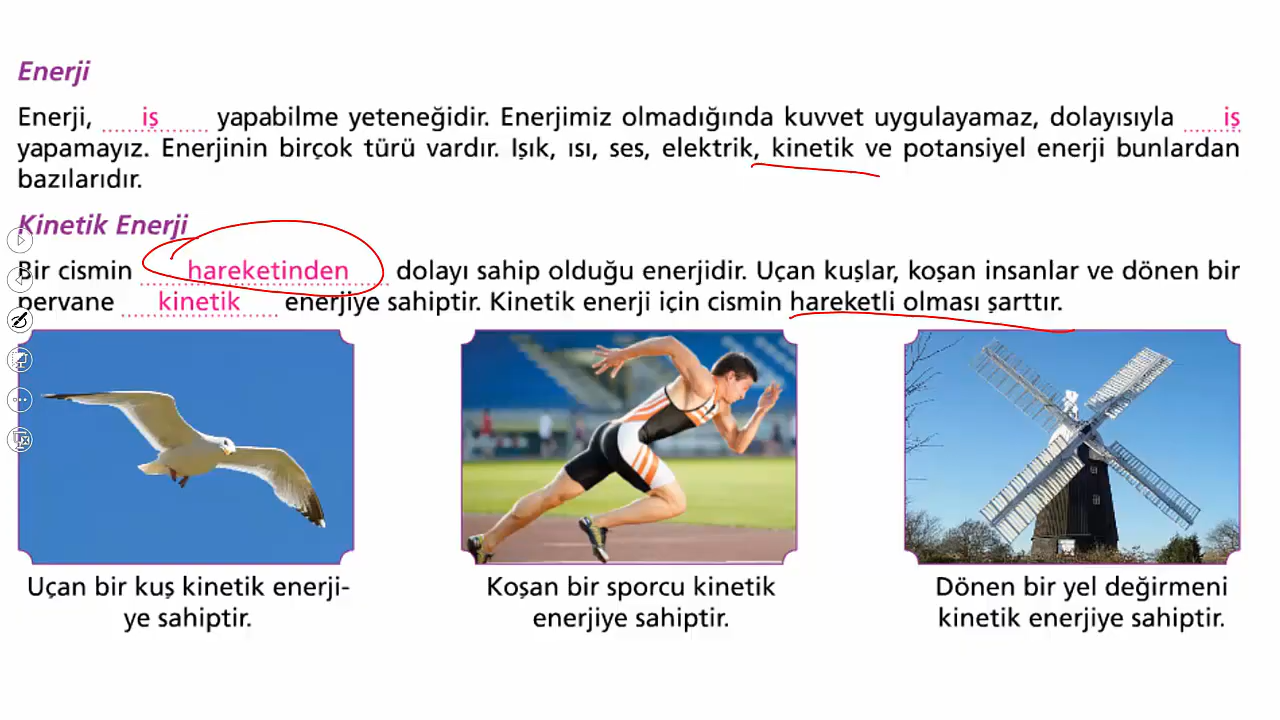 Enerji
Enerji, iş yapabilme yeteneğidir. Enerjimiz olmadığında kuvvet uygulayamaz, dolayısıyla iş
yapamayız. Enerjinin birçok türü vardır. Işık, ısı, ses, elektrik, kinetik ve potansiyel enerji bunlardan
bazılarıdır.
Kinetik Enerji
Bir cismin hareketinden dolayı sahip olduğu enerjidir. Uçan kuşlar, koşan insanlar ve dönen bir
pervane kinetik enerjiye sahiptir. Kinetik enerji için cismin hareketli olması şarttır.
Uçan bir kuş kinetik enerji-
ye sahiptir.
Koşan bir sporcu kinetik
enerjiye sahiptir.
Dönen bir yel değirmeni
kinetik enerjiye sahiptir.